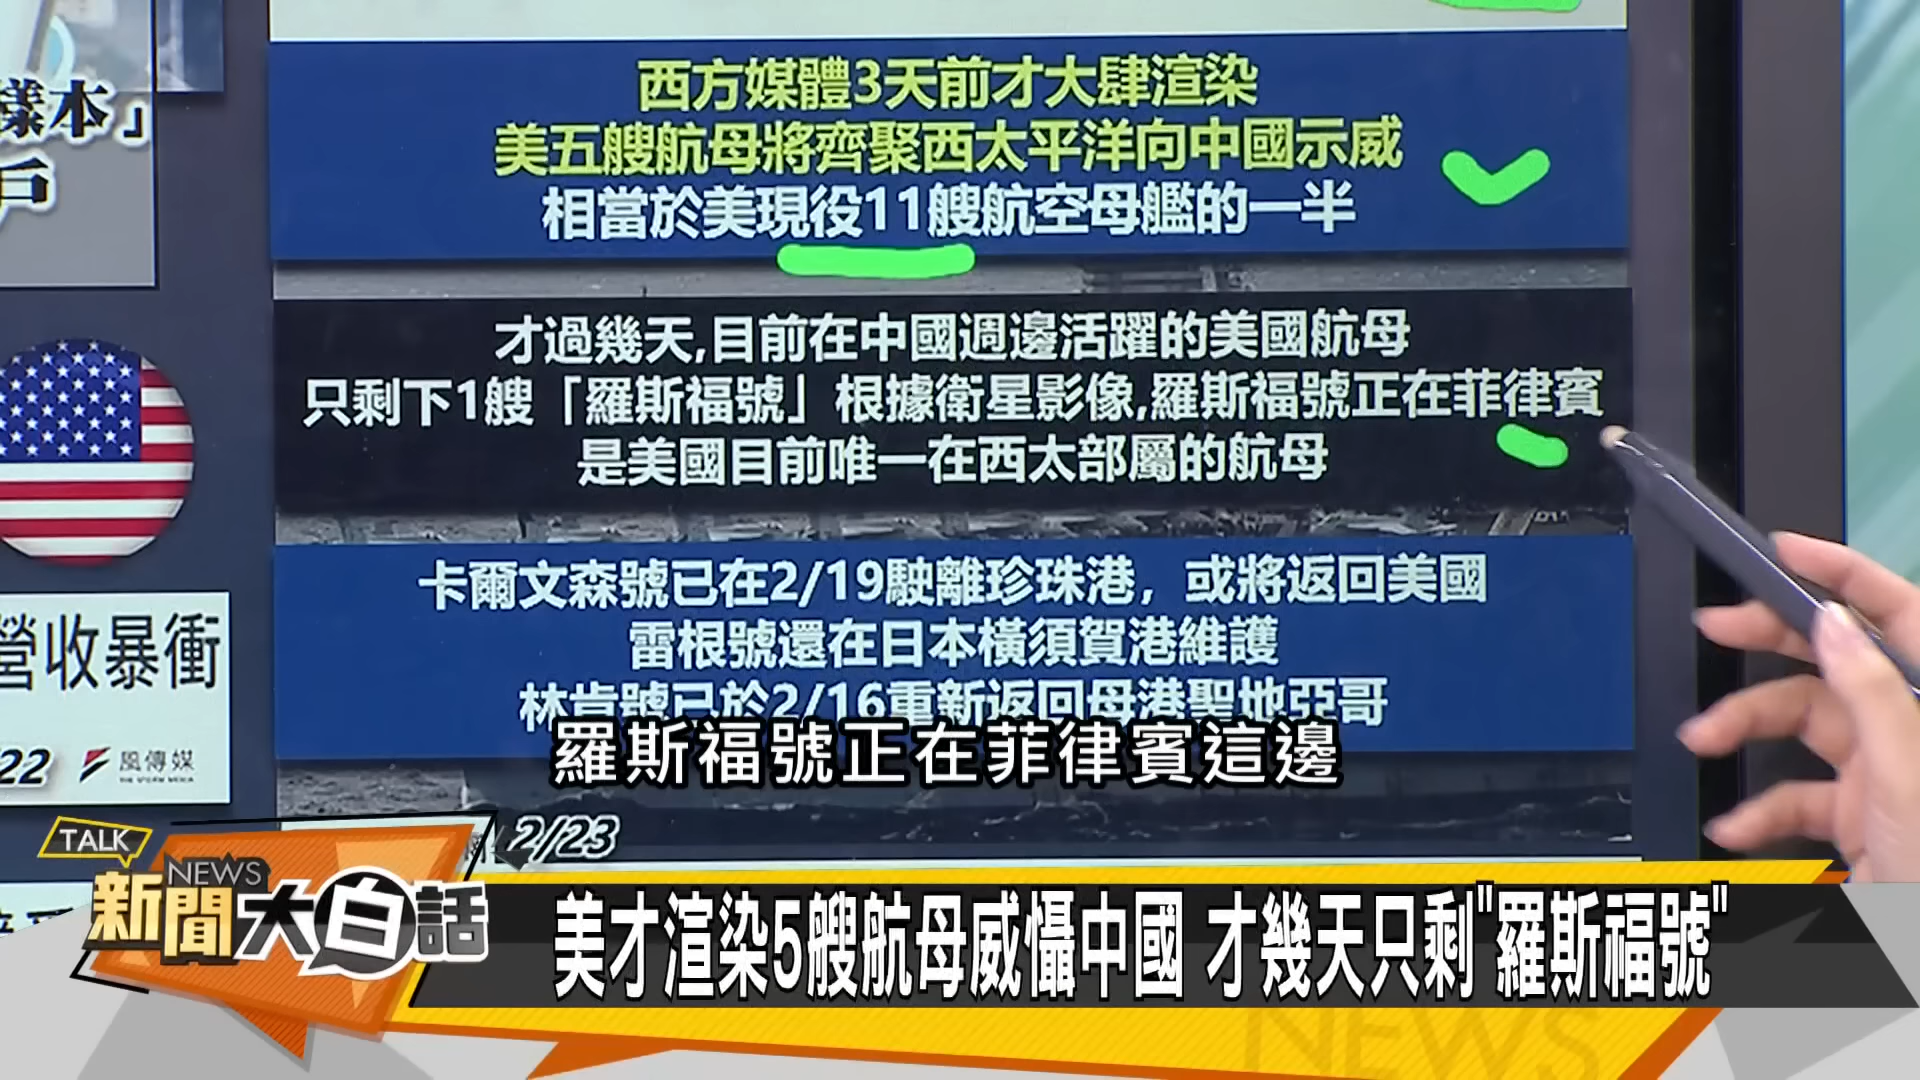 樣本」
戶
西方媒體3天前才大肆渲染
美五艘航母將齊聚西太平洋向中國示威
相當於美現役11艘航空母艦的一半
才過幾天,目前在中國週邊活躍的美國航母
只剩下1艘「羅斯福號」根據衛星影像,羅斯福號正在菲律賓
是美國目前唯一在西太部屬的航母
營收暴衝
22
風傳媒
THE STORM MEDIA
卡爾文森號已在2/19駛離珍珠港，或將返回美國
雷根號還在日本橫須賀港維護
林肯號已於2/16重新返回母港聖地亞哥
羅斯福號正在菲律賓這邊
2/23
TALK
NEWS
新聞大白話
美才渲染5艘航母威懾中國 才幾天只剩"羅斯福號"
NEWS